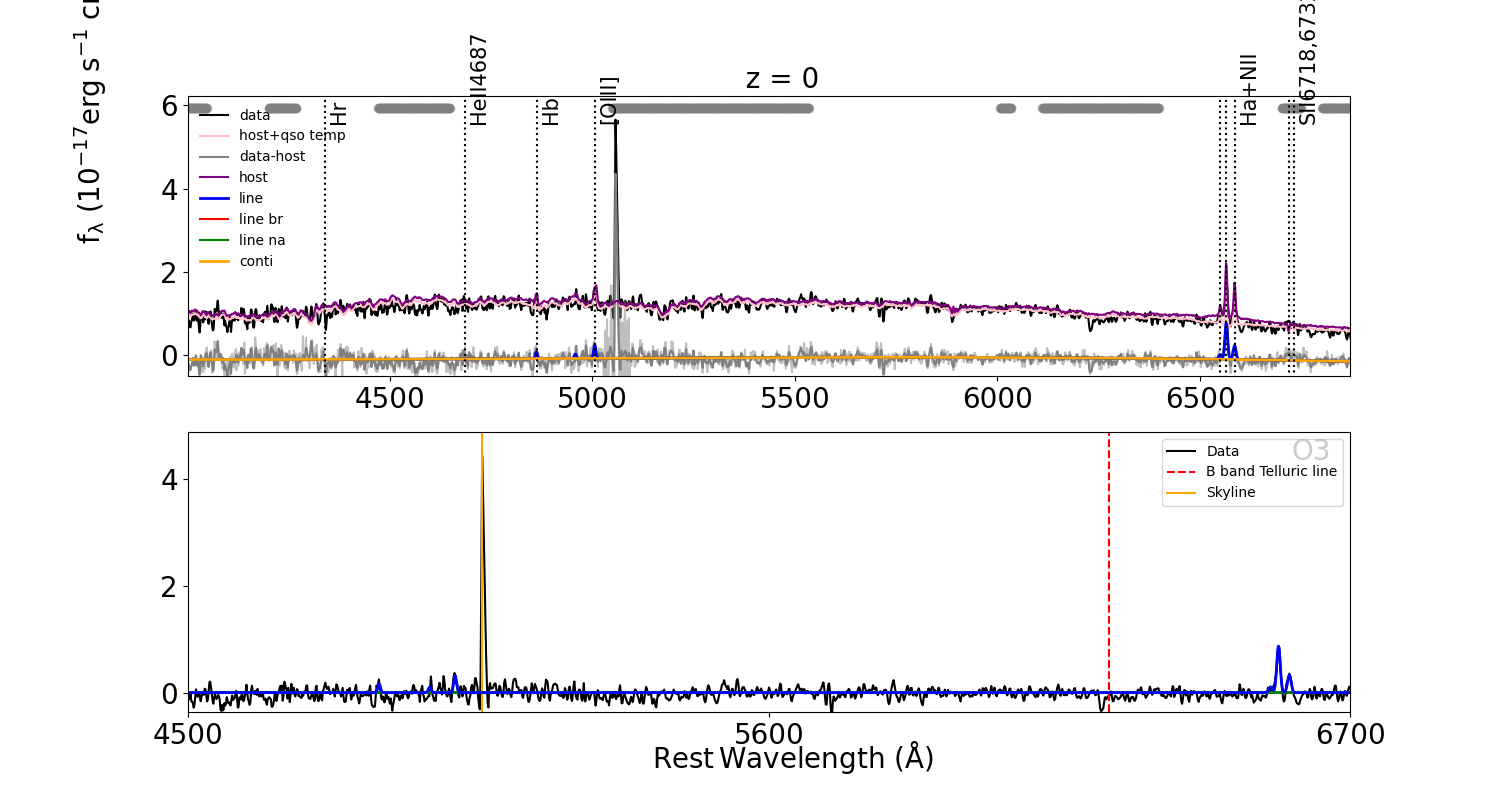 z = 0
f_λ (10^−17 erg s^−1
6
4
2
0
data
host+qso temp
data-host
host
line
line br
line na
conti
Hr
HeII4687
Hb
[OIII]
Ha+NII
SII6718,673
4500
5000
5500
6000
6500
4
2
0
O3
Data
B band Telluric line
Skyline
4500
5600
6700
Rest Wavelength (Å)